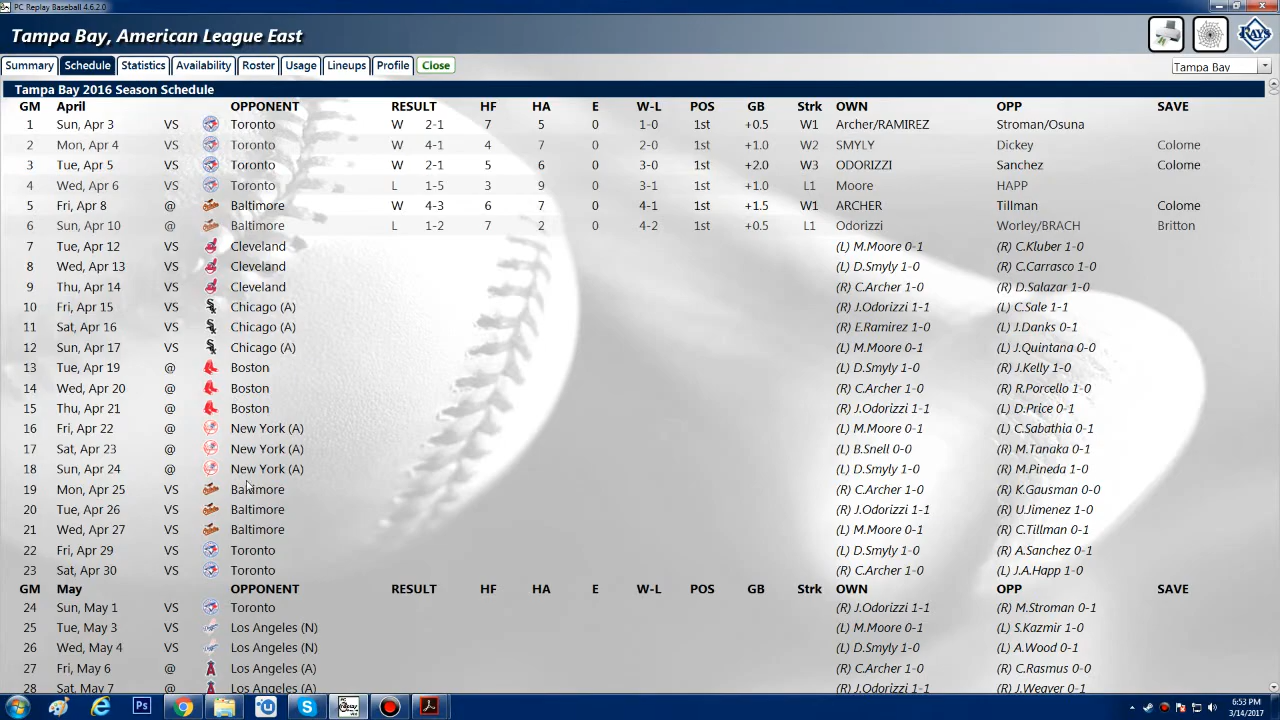 PC Replay Baseball 4.6.2.0
Tampa Bay, American League East
RAYS
Summary Schedule Statistics Availability Roster Usage Lineups Profile Close Tampa Bay
Tampa Bay 2016 Season Schedule
GM April OPPONENT RESULT HF HA E W-L POS GB Strk OWN OPP SAVE
1 Sun, Apr 3 VS Toronto W 2-1 7 5 0 1-0 1st +0.5 W1 Archer/RAMIREZ Stroman/Osuna
2 Mon, Apr 4 VS Toronto W 4-1 4 7 0 2-0 1st +1.0 W2 SMYLY Dickey Colome
3 Tue, Apr 5 VS Toronto W 2-1 5 6 0 3-0 1st +2.0 W3 ODORIZZI Sanchez Colome
4 Wed, Apr 6 VS Toronto L 1-5 3 9 0 3-1 1st +1.0 L1 Moore HAPP
5 Fri, Apr 8 @ Baltimore W 4-3 6 7 0 4-1 1st +1.5 W1 ARCHER Tillman Colome
6 Sun, Apr 10 @ Baltimore L 1-2 7 2 0 4-2 1st +0.5 L1 Odorizzi Worley/BRACH Britton
7 Tue, Apr 12 VS Cleveland (L) M.Moore 0-1 (R) C.Kluber 1-0
8 Wed, Apr 13 VS Cleveland (L) D.Smyly 1-0 (R) C.Carrasco 1-0
9 Thu, Apr 14 VS Cleveland (R) C.Archer 1-0 (R) D.Salazar 1-0
10 Fri, Apr 15 VS Chicago (A) (R) J.Odorizzi 1-1 (L) C.Sale 1-1
11 Sat, Apr 16 VS Chicago (A) (R) E.Ramirez 1-0 (L) J.Danks 0-1
12 Sun, Apr 17 VS Chicago (A) (L) M.Moore 0-1 (L) J.Quintana 0-0
13 Tue, Apr 19 @ Boston (L) D.Smyly 1-0 (R) J.Kelly 1-0
14 Wed, Apr 20 @ Boston (R) C.Archer 1-0 (R) R.Porcello 1-0
15 Thu, Apr 21 @ Boston (R) J.Odorizzi 1-1 (L) D.Price 0-1
16 Fri, Apr 22 @ New York (A) (L) M.Moore 0-1 (L) C.Sabathia 0-1
17 Sat, Apr 23 @ New York (A) (L) B.Snell 0-0 (R) M.Tanaka 0-1
18 Sun, Apr 24 @ New York (A) (L) D.Smyly 1-0 (R) M.Pineda 1-0
19 Mon, Apr 25 VS Baltimore (R) C.Archer 1-0 (R) K.Gausman 0-0
20 Tue, Apr 26 VS Baltimore (R) J.Odorizzi 1-1 (R) U.Jimenez 1-0
21 Wed, Apr 27 VS Baltimore (L) M.Moore 0-1 (R) C.Tillman 0-1
22 Fri, Apr 29 VS Toronto (L) D.Smyly 1-0 (R) A.Sanchez 0-1
23 Sat, Apr 30 VS Toronto (R) C.Archer 1-0 (L) J.A.Happ 1-0
GM May OPPONENT RESULT HF HA E W-L POS GB Strk OWN OPP SAVE
24 Sun, May 1 VS Toronto (R) J.Odorizzi 1-1 (R) M.Stroman 0-1
25 Tue, May 3 VS Los Angeles (N) (L) M.Moore 0-1 (L) S.Kazmir 1-0
26 Wed, May 4 VS Los Angeles (N) (L) D.Smyly 1-0 (L) A.Wood 0-1
27 Fri, May 6 @ Los Angeles (A) (R) C.Archer 1-0 (R) C.Rasmus 0-0
28 Sat, May 7 @ Los Angeles (A) (R) J.Odorizzi 1-1 (R) J.Weaver 0-1
Ps
6:53 PM
3/14/2017